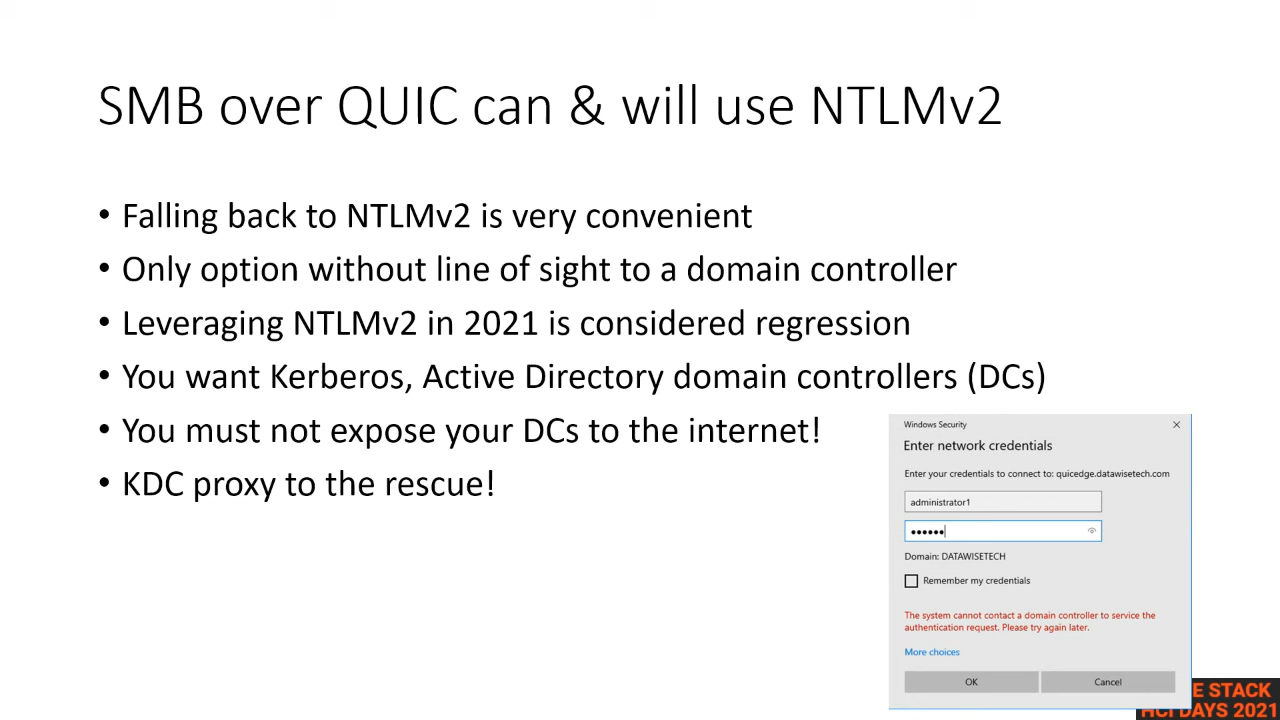 SMB over QUIC can & will use NTLMv2
• Falling back to NTLMv2 is very convenient
• Only option without line of sight to a domain controller
• Leveraging NTLMv2 in 2021 is considered regression
• You want Kerberos, Active Directory domain controllers (DCs)
• You must not expose your DCs to the internet!
• KDC proxy to the rescue!
Windows Security
Enter network credentials
Enter your credentials to connect to: quicedge.datawisetech.com
administrator1
••••••
Domain: DATAWISETECH
Remember my credentials
The system cannot contact a domain controller to service the
authentication request. Please try again later.
More choices
OK Cancel
E STACK
HCI DAYS 2021